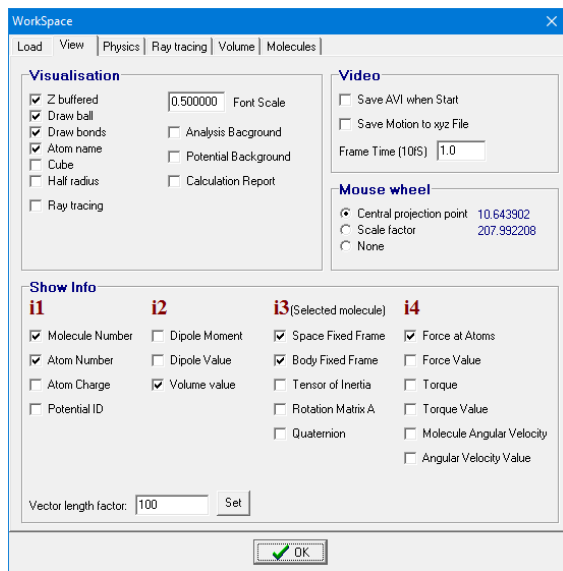 WorkSpace
Load View Physics Ray tracing Volume Molecules
Visualisation
Z buffered
Draw ball
Draw bonds
Atom name
Cube
Half radius
Ray tracing
0.500000 Font Scale
Analysis Bacground
Potential Background
Calculation Report
Video
Save AVI when Start
Save Motion to xyz File
Frame Time (10fS) 1.0
Mouse wheel
Central projection point 10.643902
Scale factor 207.992208
None
Show Info
i1
Molecule Number
Atom Number
Atom Charge
Potential ID
i2
Dipole Moment
Dipole Value
Volume value
i3 (Selected molecule)
Space Fixed Frame
Body Fixed Frame
Tensor of Inertia
Rotation Matrix A
Quaternion
i4
Force at Atoms
Force Value
Torque
Torque Value
Molecule Angular Velocity
Angular Velocity Value
Vector length factor: 100 Set
OK